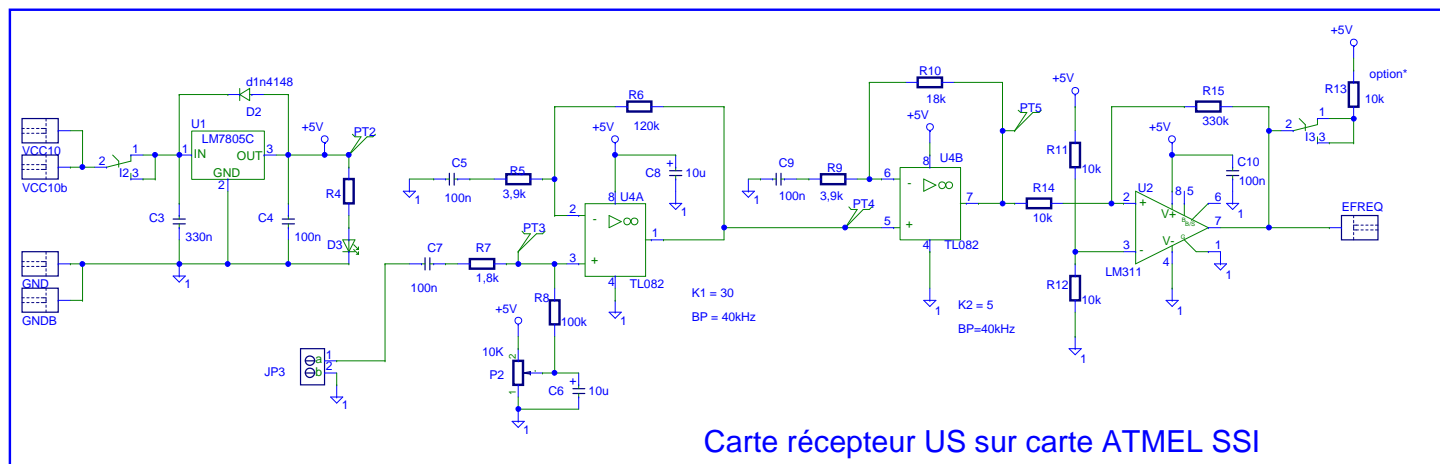 d1n4148
D2
U1
LM7805C
IN
OUT
GND
1
3
2
VCC10
VCC10b
2
1
I2
3
+5V
PT2
R4
C3
330n
C4
100n
D3
GND
GNDB
1
JP3
1
a
2
b
1
C5
100n
1
R5
3,9k
R6
120k
+5V
C8
10u
1
U4A
8
2
-
3
+
1
4
TL082
1
C7
100n
R7
1,8k
PT3
R8
100k
+5V
10K
2
P2
1
C6
10u
1
K1 = 30
BP = 40kHz
PT4
C9
100n
1
R9
3,9k
R10
18k
+5V
PT5
U4B
8
6
-
5
+
7
4
TL082
1
K2 = 5
BP=40kHz
+5V
R11
10k
R14
10k
R12
10k
1
R15
330k
+5V
C10
100n
1
U2
2
+
3
-
V+
V-
8
5
B
B/S
G
6
7
1
4
LM311
1
1
+5V
R13
10k
option*
2
1
I3
3
EFREQ
Carte récepteur US sur carte ATMEL SSI